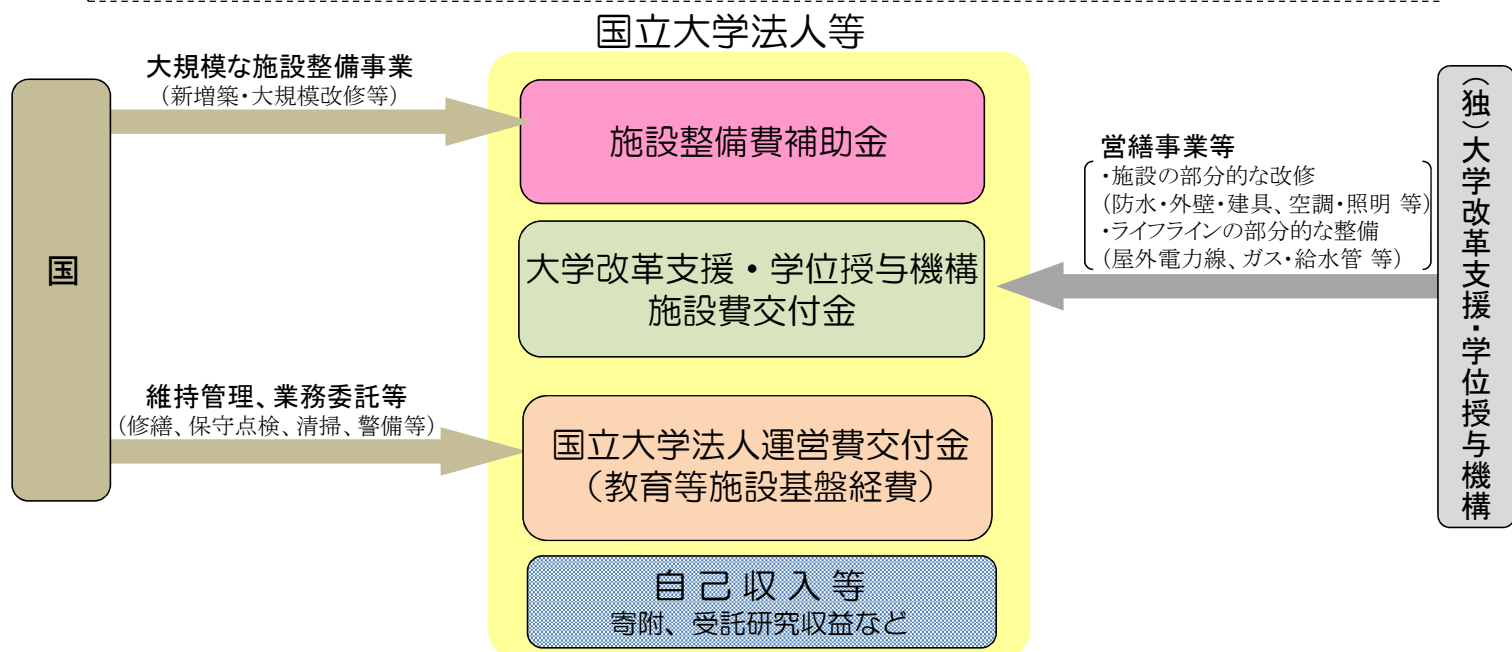 国立大学法人等
大規模な施設整備事業
（新増築・大規模改修等）
国
維持管理、業務委託等
（修繕、保守点検、清掃、警備等）
施設整備費補助金
大学改革支援・学位授与機構
施設費交付金
国立大学法人運営費交付金
（教育等施設基盤経費）
自己収入等
寄附、受託研究収益など
営繕事業等
・施設の部分的な改修
（防水・外壁・建具、空調・照明 等）
・ライフラインの部分的な整備
（屋外電力線、ガス・給水管 等）
（独）大学改革支援・学位授与機構